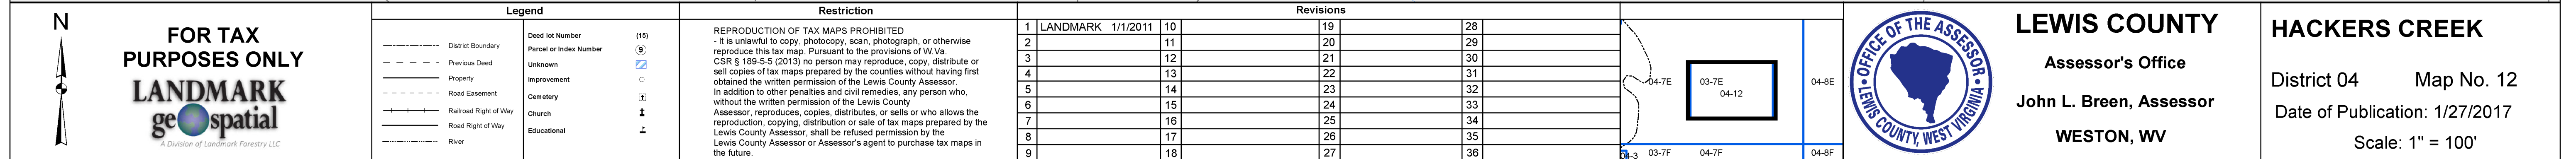 N
FOR TAX
PURPOSES ONLY
LANDMARK
geospatial
A Division of Landmark Forestry LLC
Legend
District Boundary
Previous Deed
Property
Road Easement
Railroad Right of Way
Road Right of Way
River
Deed lot Number (15)
Parcel or Index Number 9
Unknown
Improvement
Cemetery
Church
Educational
Restriction
REPRODUCTION OF TAX MAPS PROHIBITED
- It is unlawful to copy, photocopy, scan, photograph, or otherwise
reproduce this tax map. Pursuant to the provisions of W.Va.
CSR § 189-5-5 (2013) no person may reproduce, copy, distribute or
sell copies of tax maps prepared by the counties without having first
obtained the written permission of the Lewis County Assessor.
In addition to other penalties and civil remedies, any person who,
without the written permission of the Lewis County
Assessor, reproduces, copies, distributes, or sells or who allows the
reproduction, copying, distribution or sale of tax maps prepared by the
Lewis County Assessor, shall be refused permission by the
Lewis County Assessor or Assessor's agent to purchase tax maps in
the future.
Revisions
1 LANDMARK 1/1/2011 10 19 28
2 11 20 29
3 12 21 30
4 13 22 31
5 14 23 32
6 15 24 33
7 16 25 34
8 17 26 35
9 18 27 36
04-7E 03-7E 04-8E
04-12
04-3 03-7F 04-7F 04-8F
OFFICE OF THE ASSESSOR
LEWIS COUNTY, WEST VIRGINIA
LEWIS COUNTY
Assessor's Office
John L. Breen, Assessor
WESTON, WV
HACKERS CREEK
District 04 Map No. 12
Date of Publication: 1/27/2017
Scale: 1" = 100'